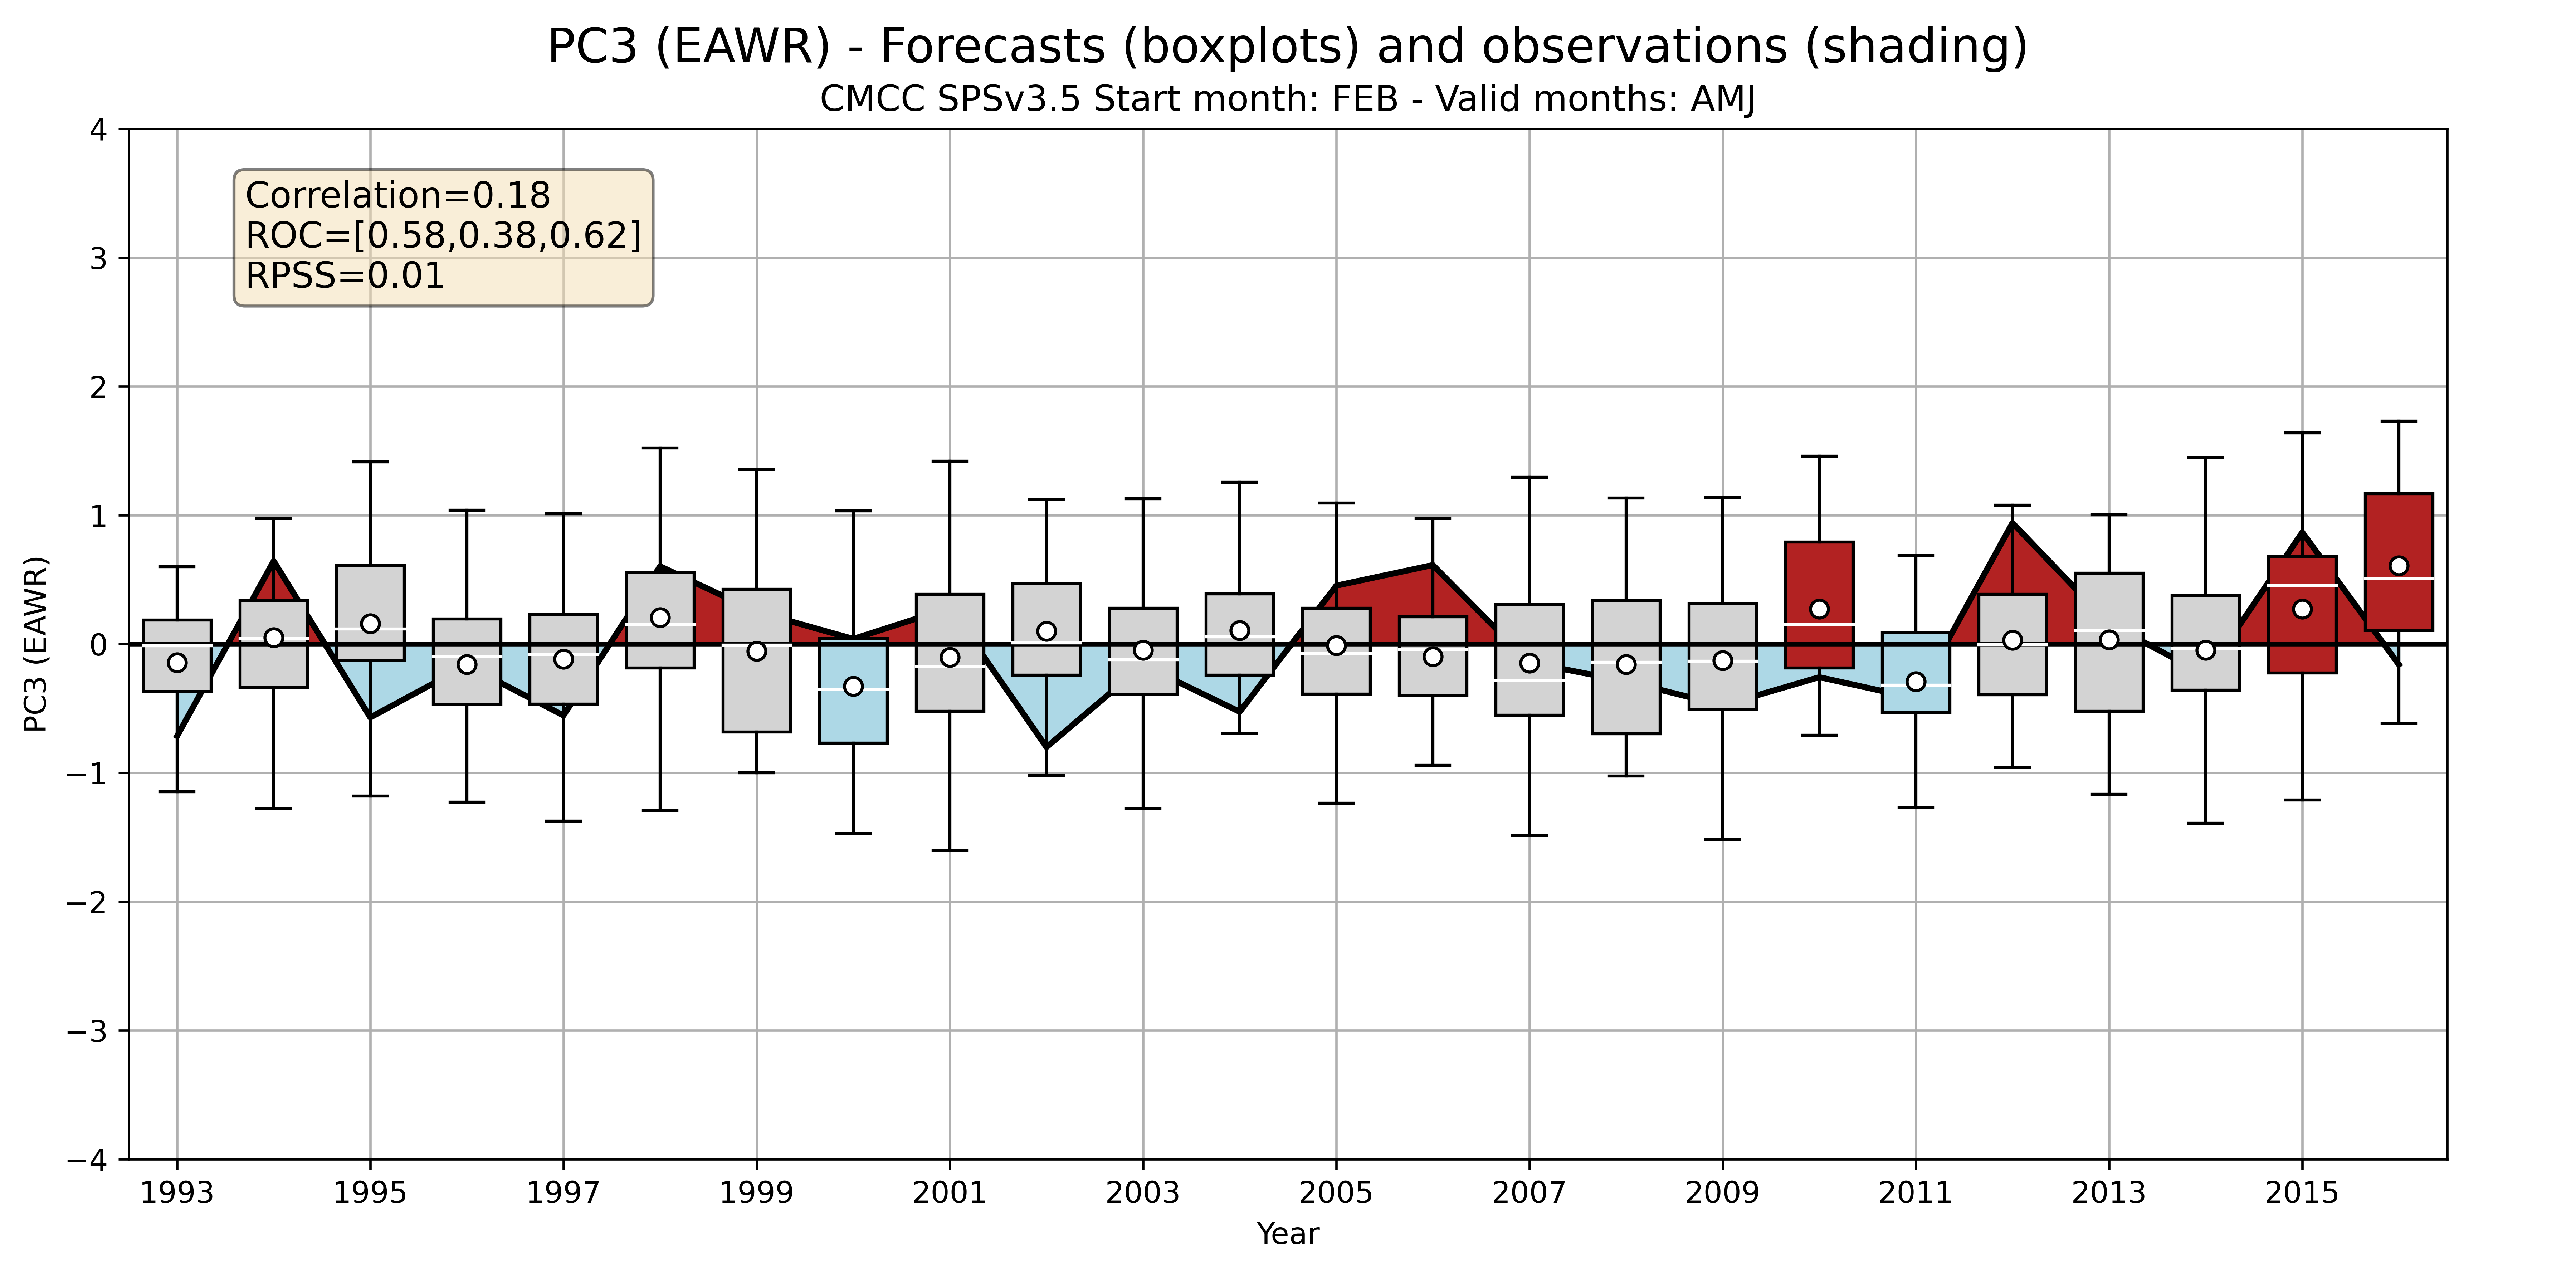 PC3 (EAWR) - Forecasts (boxplots) and observations (shading)
CMCC SPSv3.5 Start month: FEB - Valid months: AMJ
Correlation=0.18
ROC=[0.58,0.38,0.62]
RPSS=0.01
PC3 (EAWR)
4
3
2
1
0
−1
−2
−3
−4
1993 1995 1997 1999 2001 2003 2005 2007 2009 2011 2013 2015
Year